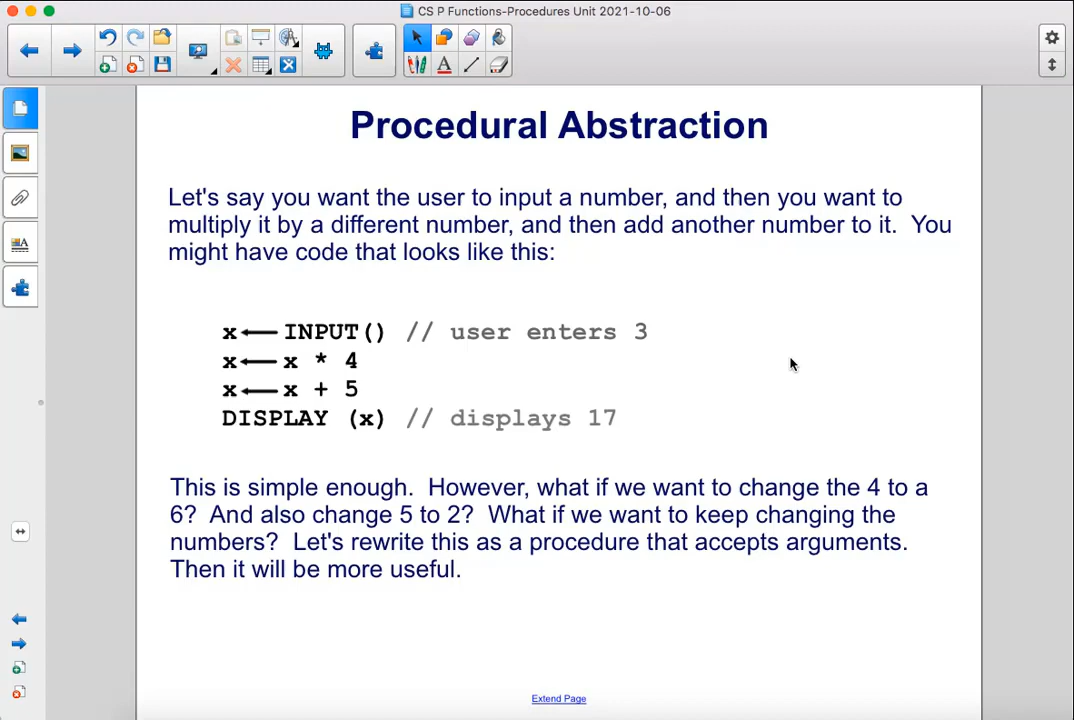 CS P Functions-Procedures Unit 2021-10-06
Procedural Abstraction
Let's say you want the user to input a number, and then you want to
multiply it by a different number, and then add another number to it. You
might have code that looks like this:
x ← INPUT() // user enters 3
x ← x * 4
x ← x + 5
DISPLAY (x) // displays 17
This is simple enough. However, what if we want to change the 4 to a
6? And also change 5 to 2? What if we want to keep changing the
numbers? Let's rewrite this as a procedure that accepts arguments.
Then it will be more useful.
Extend Page